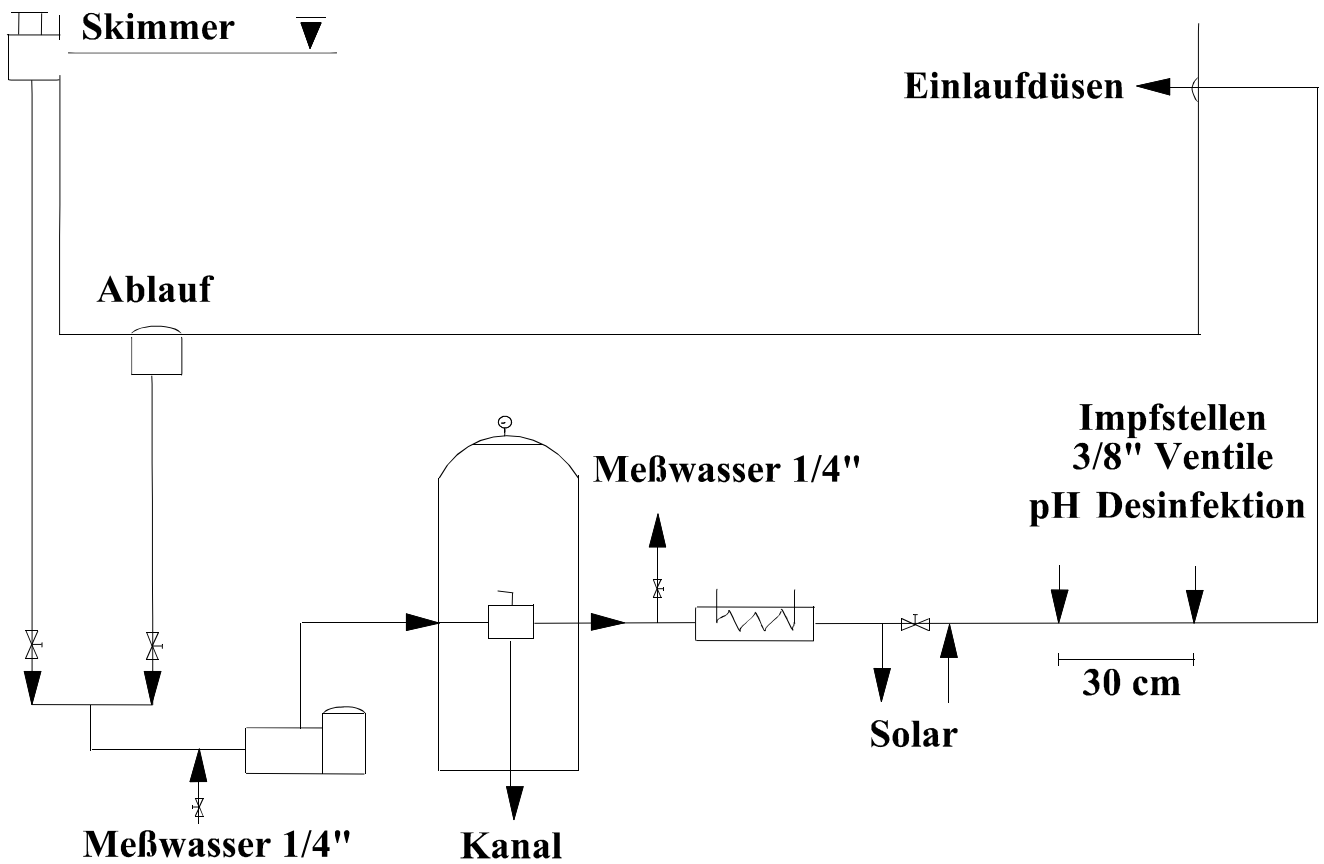 Skimmer
Einlaufdüsen
Ablauf
Impfstellen
3/8" Ventile
pH Desinfektion
Meßwasser 1/4"
30 cm
Solar
Meßwasser 1/4"
Kanal